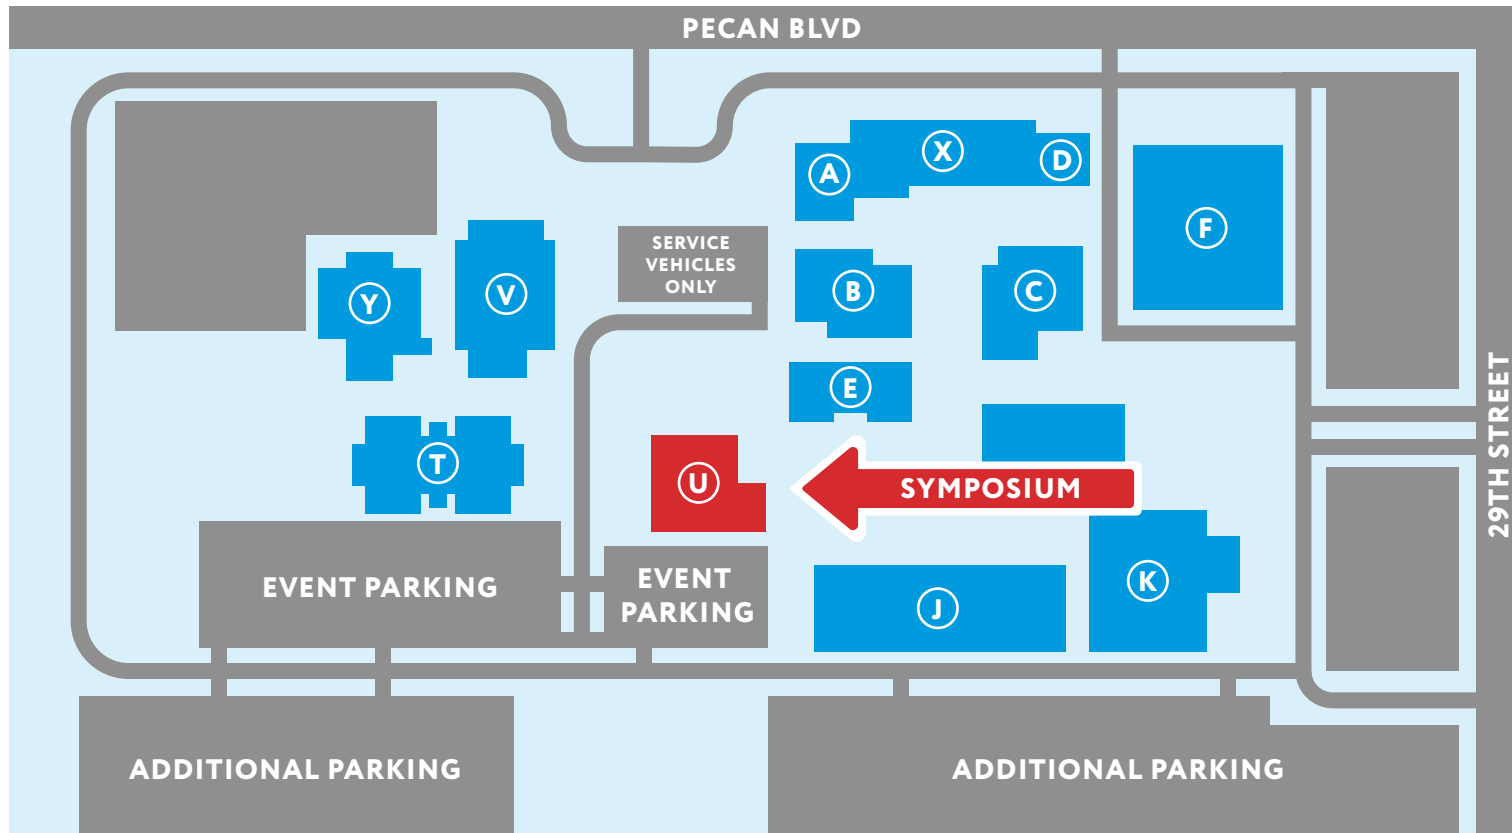 PECAN BLVD
X
D
A
F
SERVICE
VEHICLES
ONLY
Y
V
B
C
E
29TH STREET
T
U
SYMPOSIUM
EVENT PARKING
EVENT
PARKING
K
J
ADDITIONAL PARKING
ADDITIONAL PARKING